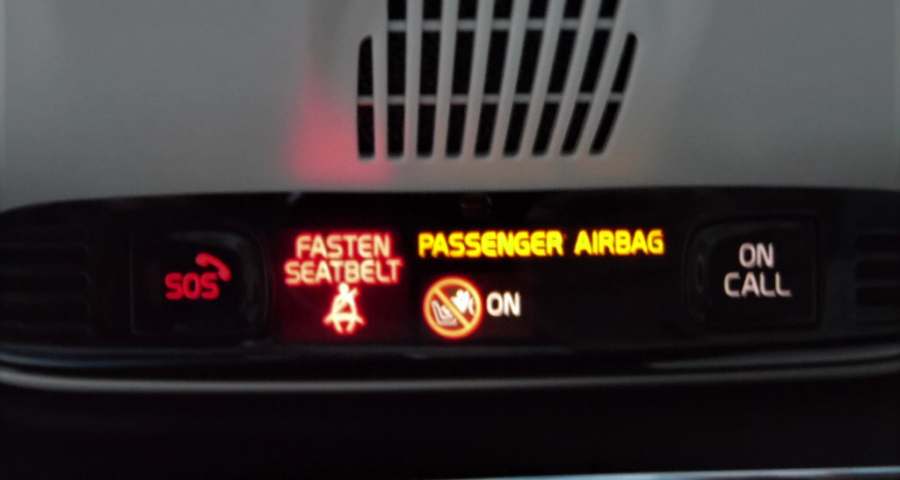 SOS
FASTEN
SEATBELT
PASSENGER AIRBAG
ON
ON
CALL